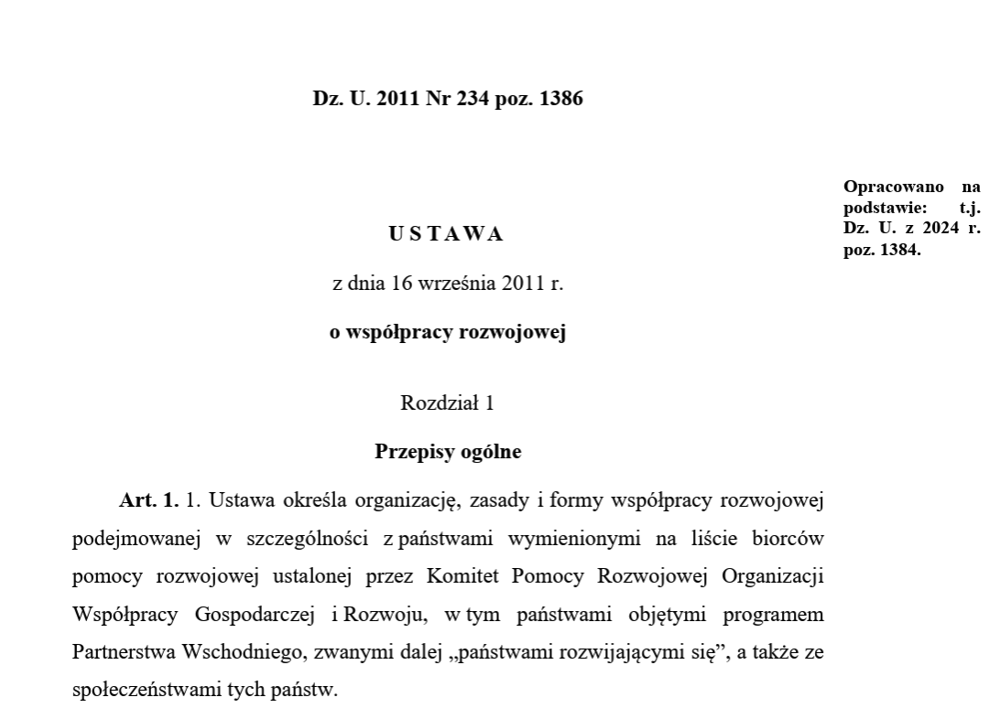 Dz. U. 2011 Nr 234 poz. 1386
Opracowano na
podstawie: t.j.
Dz. U. z 2024 r.
poz. 1384.
USTAWA
z dnia 16 września 2011 r.
o współpracy rozwojowej
Rozdział 1
Przepisy ogólne
Art. 1. 1. Ustawa określa organizację, zasady i formy współpracy rozwojowej
podejmowanej w szczególności z państwami wymienionymi na liście biorców
pomocy rozwojowej ustalonej przez Komitet Pomocy Rozwojowej Organizacji
Współpracy Gospodarczej i Rozwoju, w tym państwami objętymi programem
Partnerstwa Wschodniego, zwanymi dalej „państwami rozwijającymi się”, a także ze
społeczeństwami tych państw.